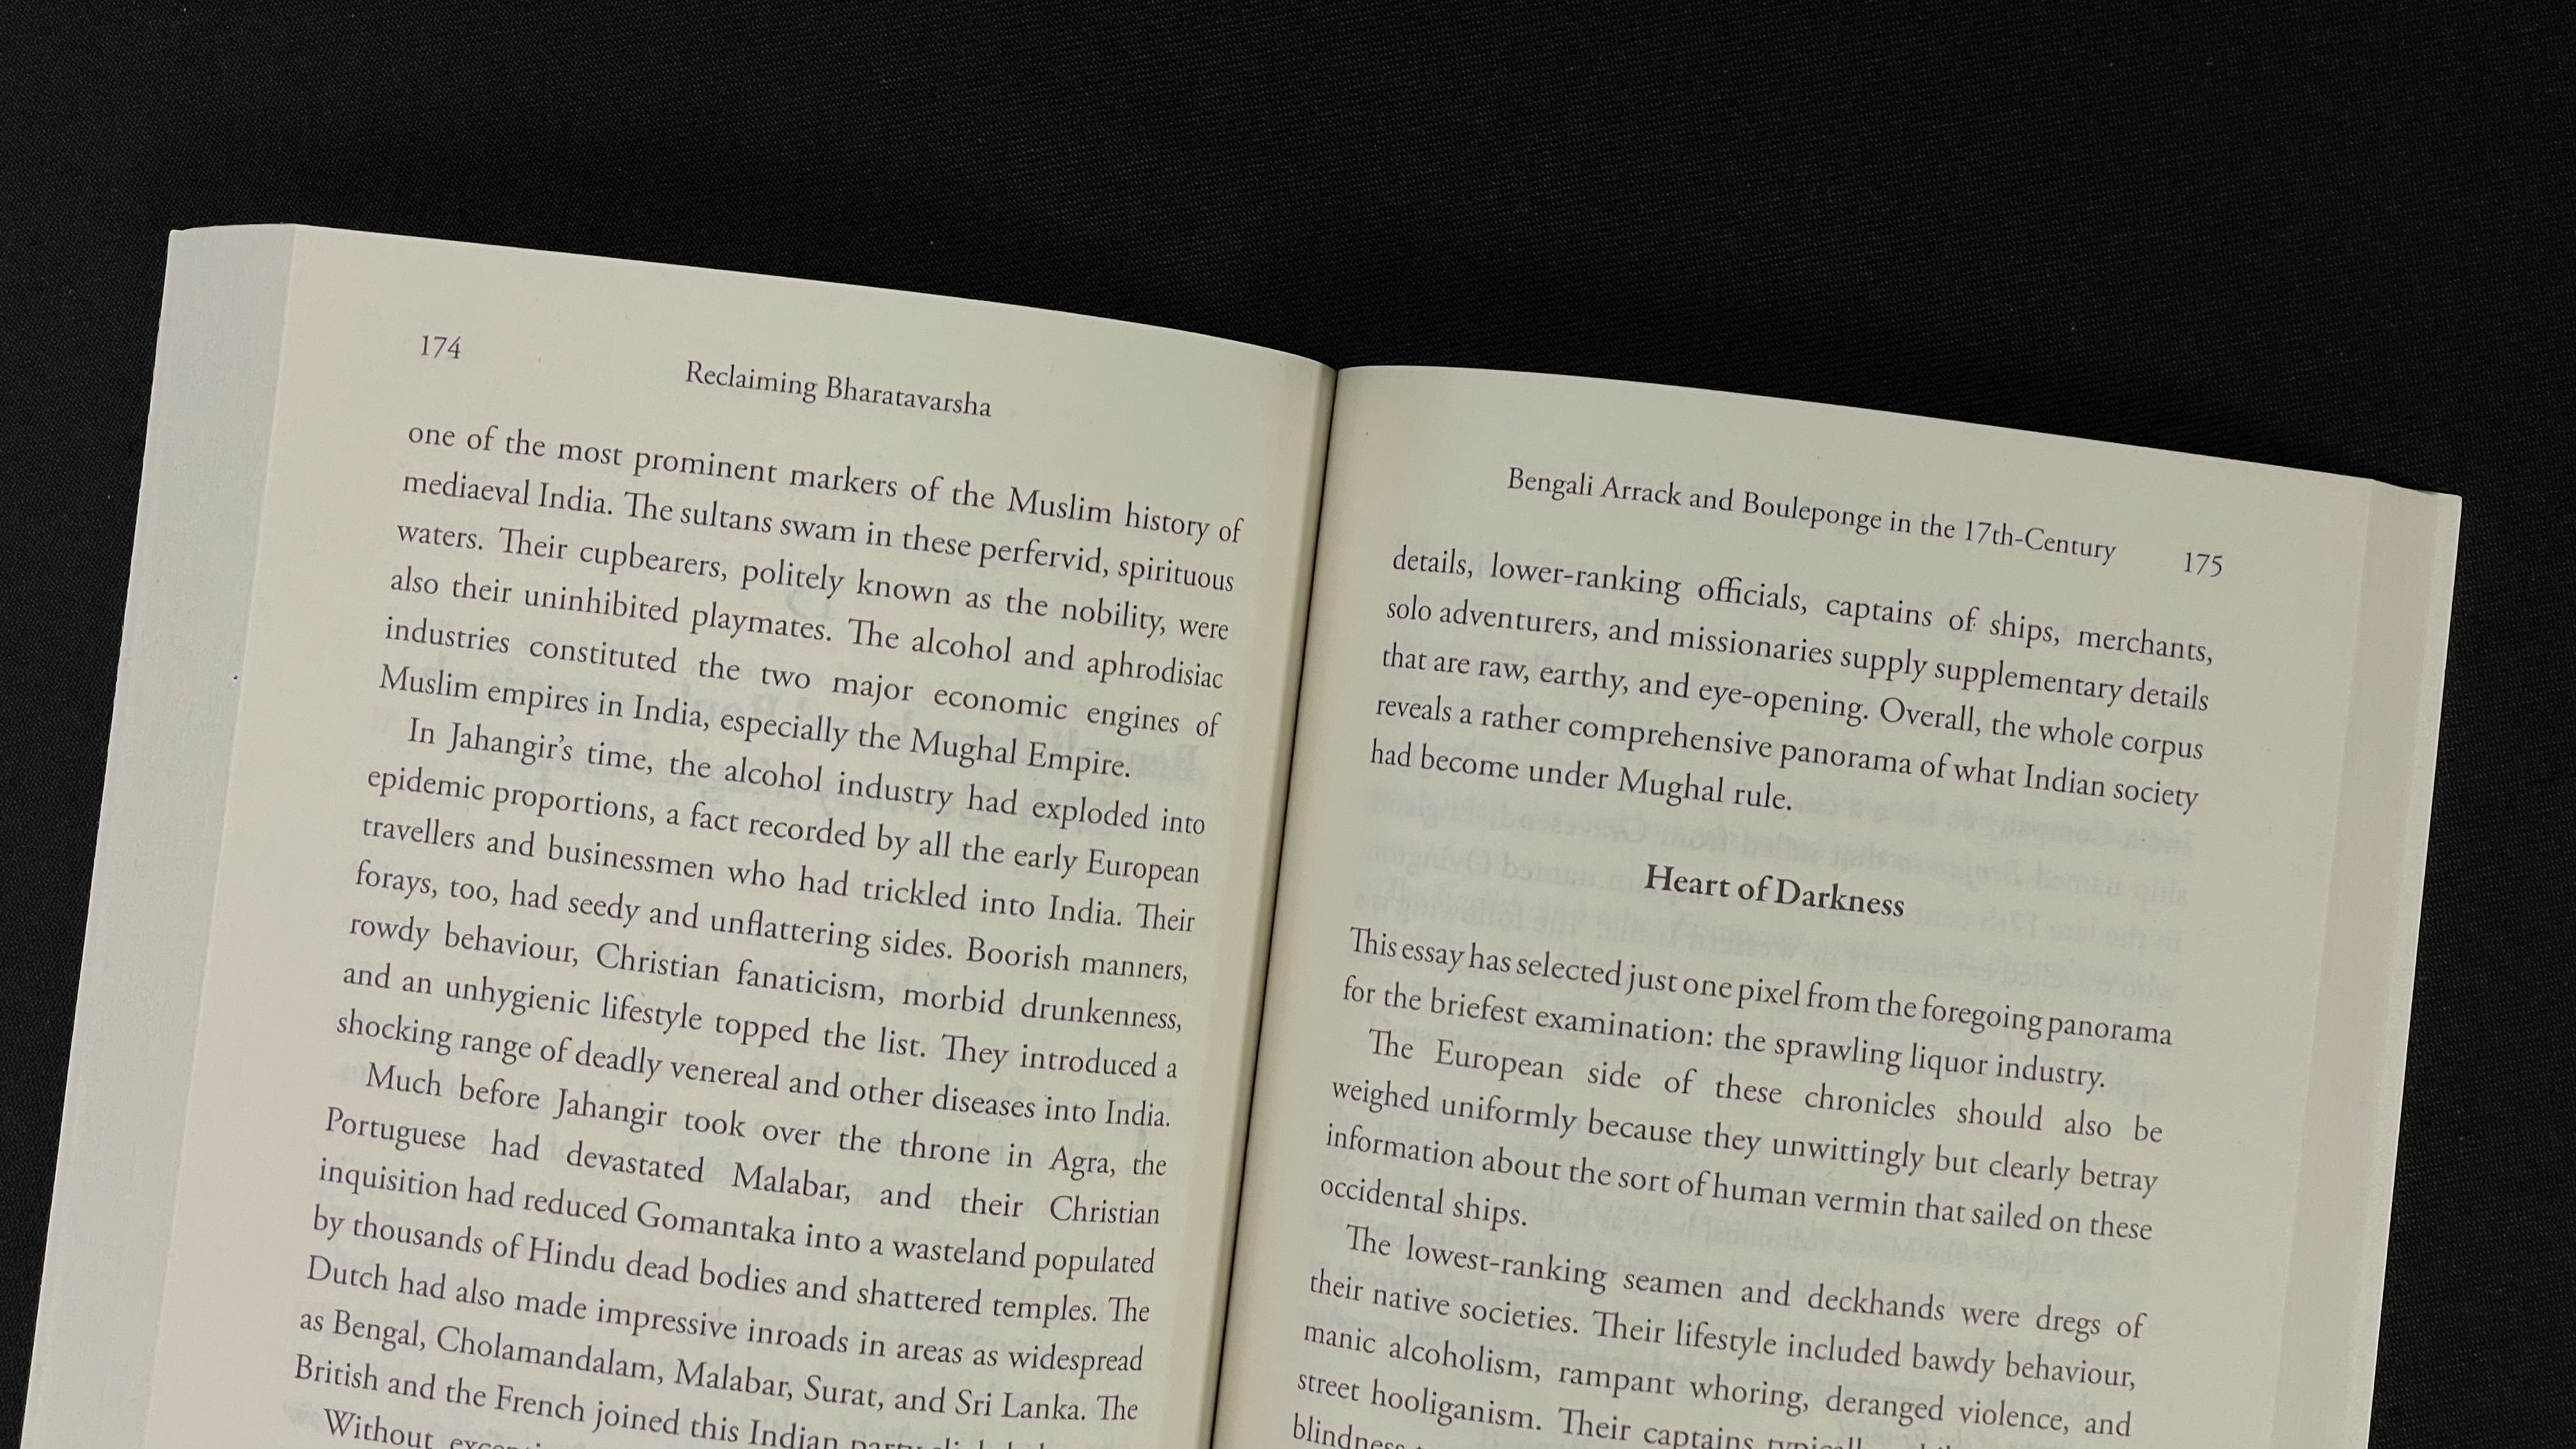 174
Reclaiming Bharatavarsha
one of the most prominent markers of the Muslim history of
mediaeval India. The sultans swam in these perfervid, spirituous
waters. Their cupbearers, politely known as the nobility, were
also their uninhibited playmates. The alcohol and aphrodisiac
industries constituted the two major economic engines of
Muslim empires in India, especially the Mughal Empire.
In Jahangir's time, the alcohol industry had exploded into
epidemic proportions, a fact recorded by all the early European
travellers and businessmen who had trickled into India. Their
forays, too, had seedy and unflattering sides. Boorish manners,
rowdy behaviour, Christian fanaticism, morbid drunkenness,
and an unhygienic lifestyle topped the list. They introduced a
shocking range of deadly venereal and other diseases into India.
Much before Jahangir took over the throne in Agra, the
Portuguese had devastated Malabar, and their Christian
inquisition had reduced Gomantaka into a wasteland populated
by thousands of Hindu dead bodies and shattered temples. The
Dutch had also made impressive inroads in areas as widespread
as Bengal, Cholamandalam, Malabar, Surat, and Sri Lanka. The
British and the French joined this Indian party
Without
Bengali Arrack and Bouleponge in the 17th-Century
175
details, lower-ranking officials, captains of ships, merchants,
solo adventurers, and missionaries supply supplementary details
that are raw, earthy, and eye-opening. Overall, the whole corpus
reveals a rather comprehensive panorama of what Indian society
had become under Mughal rule.
Heart of Darkness
This essay has selected just one pixel from the foregoing panorama
for the briefest examination: the sprawling liquor industry.
The European side of these chronicles should also be
weighed uniformly because they unwittingly but clearly betray
information about the sort of human vermin that sailed on these
occidental ships.
The lowest-ranking seamen and deckhands were dregs of
their native societies. Their lifestyle included bawdy behaviour,
manic alcoholism, rampant whoring, deranged violence, and
street hooliganism. Their captains
blindness